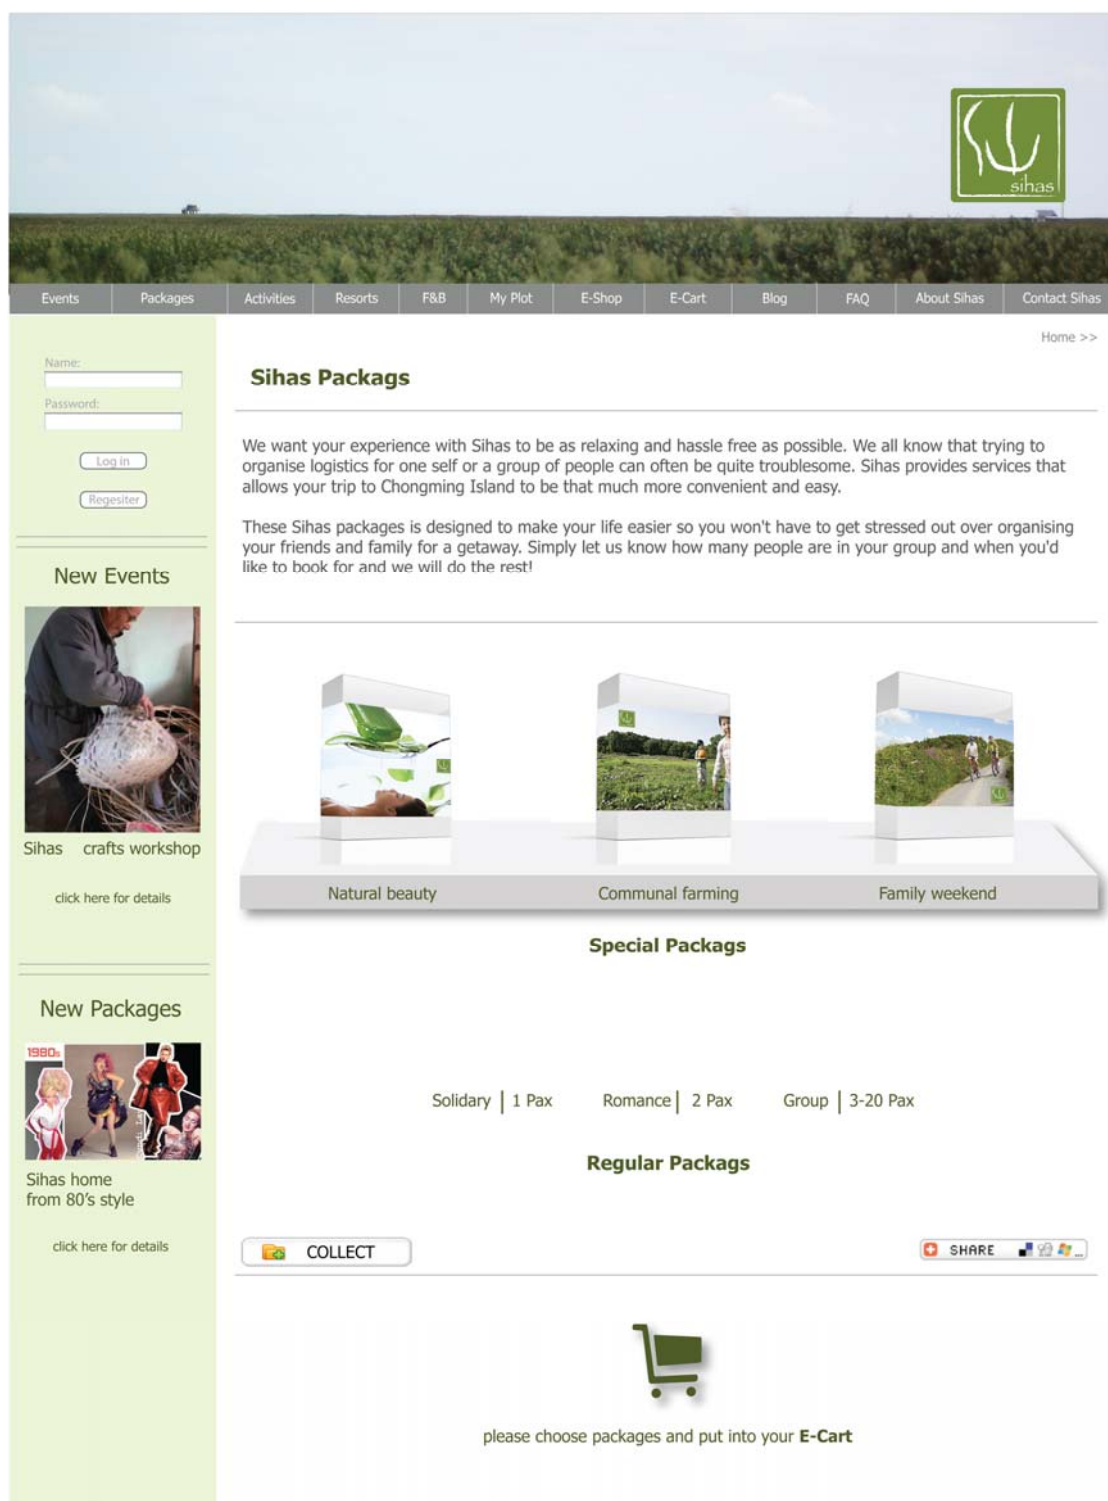 sihas
Events Packages Activities Resorts F&B My Plot E-Shop E-Cart Blog FAQ About Sihas Contact Sihas
Home >>
Name:
Password:
Log in
Regesiter
New Events
Sihas crafts workshop
click here for details
New Packages
1980s
Sihas home
from 80's style
click here for details
Sihas Packags
We want your experience with Sihas to be as relaxing and hassle free as possible. We all know that trying to
organise logistics for one self or a group of people can often be quite troublesome. Sihas provides services that
allows your trip to Chongming Island to be that much more convenient and easy.
These Sihas packages is designed to make your life easier so you won't have to get stressed out over organising
your friends and family for a getaway. Simply let us know how many people are in your group and when you'd
like to book for and we will do the rest!
Natural beauty Communal farming Family weekend
Special Packags
Solidary | 1 Pax Romance | 2 Pax Group | 3-20 Pax
Regular Packags
COLLECT
SHARE
please choose packages and put into your E-Cart